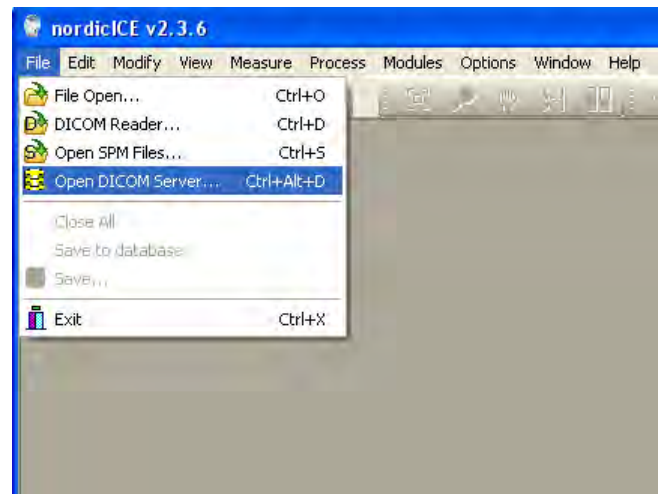 nordicICE v2.3.6
File Edit Modify View Measure Process Modules Options Window Help
File Open... Ctrl+O
DICOM Reader... Ctrl+D
Open SPM Files... Ctrl+S
Open DICOM Server... Ctrl+Alt+D
Close All
Save to database
Save...
Exit Ctrl+X